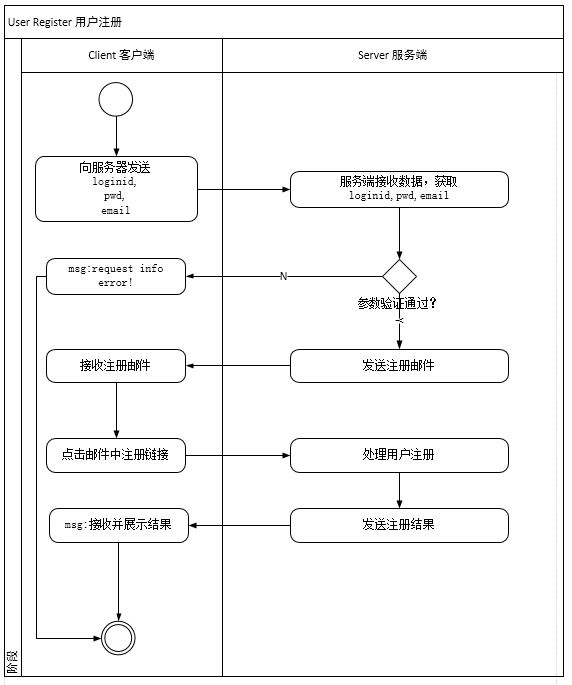 User Register 用户注册
Client 客户端
Server 服务端
向服务器发送
loginid,
pwd,
email
服务端接收数据，获取
loginid, pwd, email
msg:request info
error!
N
参数验证通过？
Y
接收注册邮件
发送注册邮件
点击邮件中注册链接
处理用户注册
msg:接收并展示结果
发送注册结果
阶段